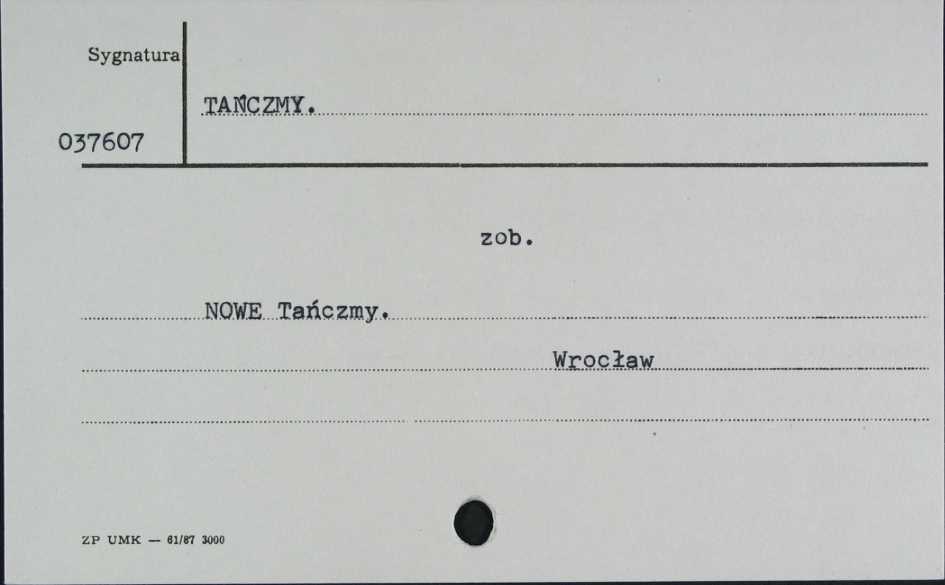 Sygnatura
TAŃCZMY.
037607
zob.
NOWE Tańczmy.
Wrocław
ZP UMK — 61/87 3000